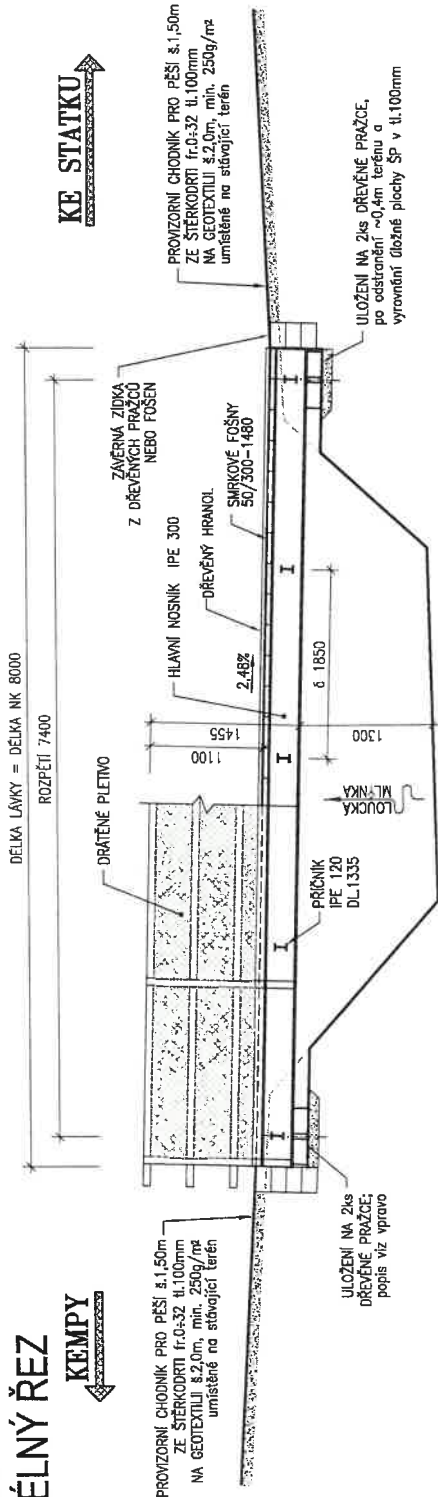 ÉLNÝ ŘEZ
KEMPY
KE STATKU
DÉLKA LÁVKY = DÉLKA NK 8000
ROZPĚTÍ 7400
PROVIZORNÍ CHODNÍK PRO PĚŠÍ š.1,50m
ZE ŠTĚRKODRTI fr.0÷32 tl.100mm
NA GEOTEXTILII š.2,0m, min. 250g/m²
umístěné na stávající terén
DRÁTĚNÉ PLETIVO
HLAVNÍ NOSNÍK IPE 300
DŘEVĚNÝ HRANOL
SMRKOVÉ FOŠNY
50/300-1480
ZÁVĚRNÁ ZÍDKA
Z DŘEVĚNÝCH PRAŽCŮ
NEBO FOŠEN
PROVIZORNÍ CHODNÍK PRO PĚŠÍ š.1,50m
ZE ŠTĚRKODRTI fr.0÷32 tl.100mm
NA GEOTEXTILII š.2,0m, min. 250g/m²
umístěné na stávající terén
2,48%
1100
1455
1300
á 1850
LOUCKÁ
MLÝNKA
PŘÍČNÍK
IPE 120
DL.1335
ULOŽENÍ NA 2ks
DŘEVĚNÉ PRAŽCE;
popis viz vpravo
ULOŽENÍ NA 2ks DŘEVĚNÉ PRAŽCE,
po odstranění ~0,4m terénu a
vyrovnání úložné plochy ŠP v tl.100mm